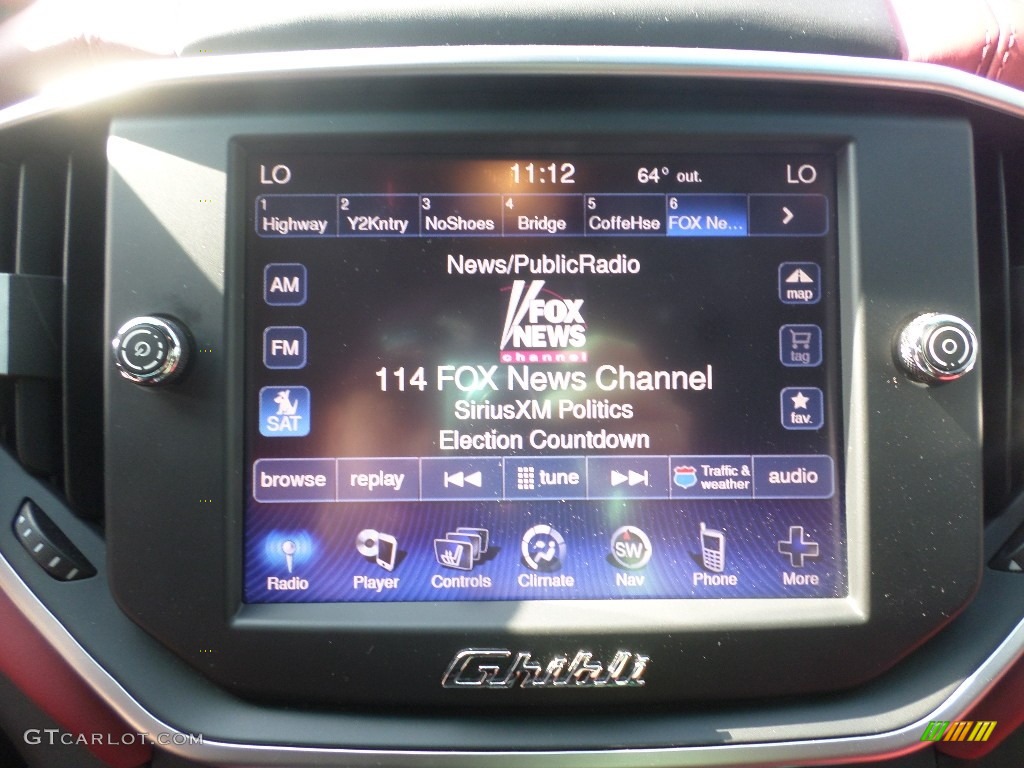 LO 11:12 64° out. LO
1 Highway 2 Y2Kntry 3 NoShoes 4 Bridge 5 CoffeHse 6 FOX Ne... >
News/PublicRadio
AM
map
FOX
NEWS
channel
FM
tag
114 FOX News Channel
SAT
SiriusXM Politics
fav.
Election Countdown
browse replay tune Traffic & weather audio
SW
Radio Player Controls Climate Nav Phone More
Ghibli
GTCARLOT.COM